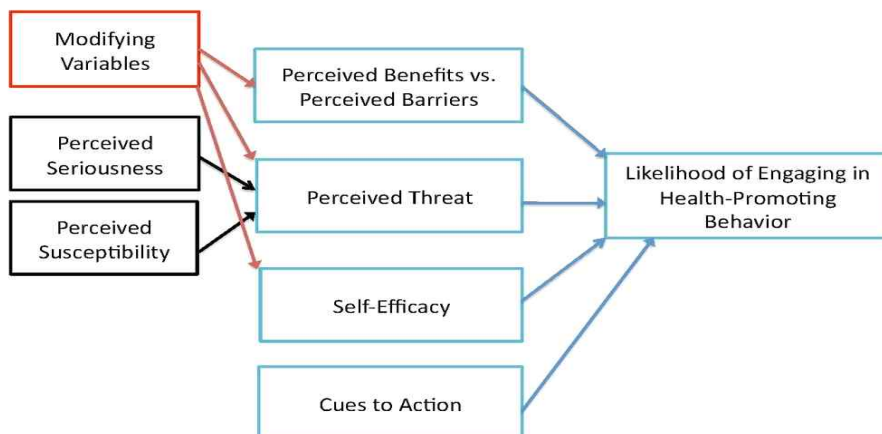 Modifying
Variables
Perceived
Seriousness
Perceived
Susceptibility
Perceived Benefits vs.
Perceived Barriers
Perceived Threat
Self-Efficacy
Cues to Action
Likelihood of Engaging in
Health-Promoting
Behavior